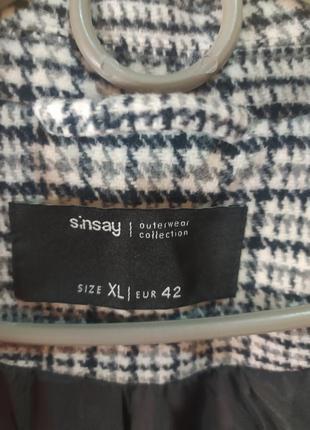 sinsay | outerwear
collection
SIZE XL | EUR 42